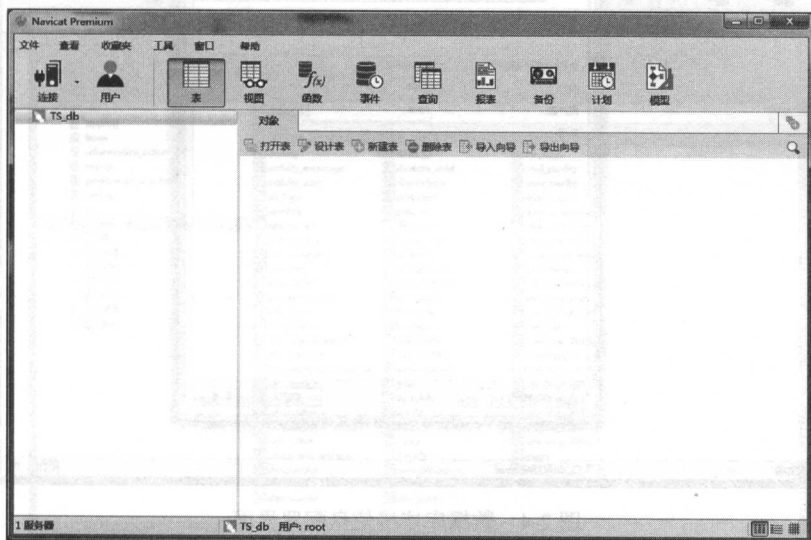 Navicat Premium
文件 查看 收藏夹 工具 窗口 帮助
连接 用户 表 视图 函数 事件 查询 报表 备份 计划 模型
TS_db
对象
打开表 设计表 新建表 删除表 导入向导 导出向导
1 服务器 TS_db 用户: root